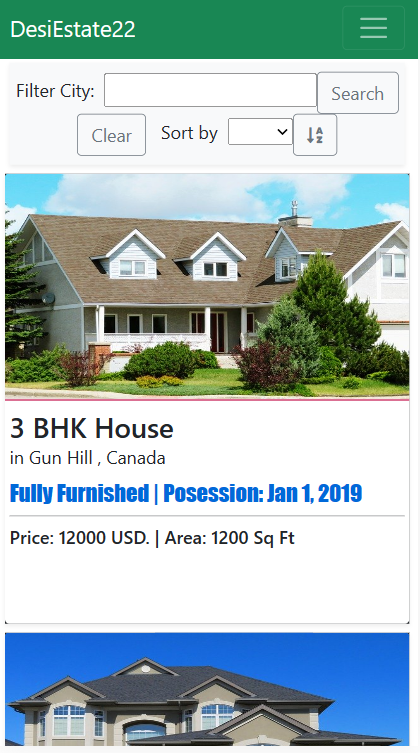 DesiEstate22
Filter City: Search
Clear Sort by
3 BHK House
in Gun Hill , Canada
Fully Furnished | Posession: Jan 1, 2019
Price: 12000 USD. | Area: 1200 Sq Ft